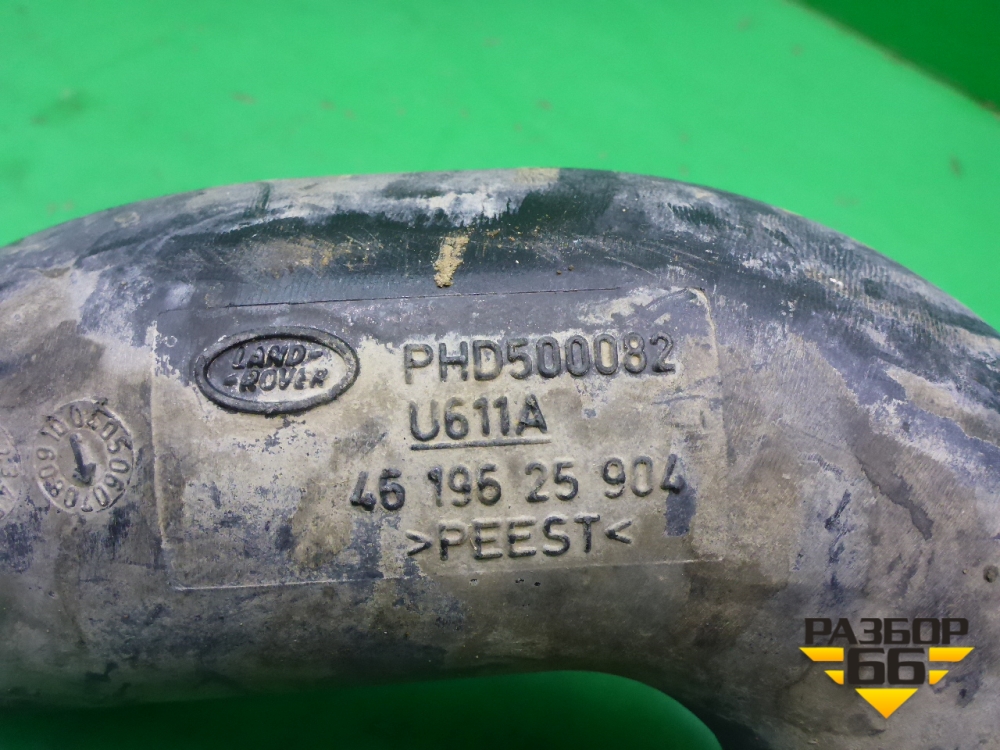 LAND-
-ROVER
PHD500082
U611A
46 196 25 904
>PEEST<
РАЗБОР
66